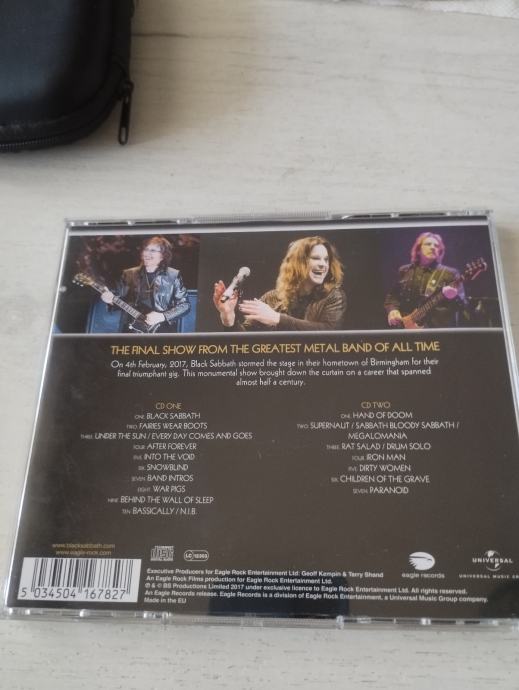 THE FINAL SHOW FROM THE GREATEST METAL BAND OF ALL TIME
On 4th February, 2017, Black Sabbath stormed the stage in their hometown of Birmingham for their
final triumphant gig. This monumental show brought down the curtain on a career that spanned
almost half a century.
CD ONE
ONE: BLACK SABBATH
TWO: FAIRIES WEAR BOOTS
THREE: UNDER THE SUN / EVERY DAY COMES AND GOES
FOUR: AFTER FOREVER
FIVE: INTO THE VOID
SIX: SNOWBLIND
SEVEN: BAND INTROS
EIGHT: WAR PIGS
NINE: BEHIND THE WALL OF SLEEP
TEN: BASSICALLY / N.I.B.
CD TWO
ONE: HAND OF DOOM
TWO: SUPERNAUT / SABBATH BLOODY SABBATH /
MEGALOMANIA
THREE: RAT SALAD / DRUM SOLO
FOUR: IRON MAN
FIVE: DIRTY WOMEN
SIX: CHILDREN OF THE GRAVE
SEVEN: PARANOID
www.blacksabbath.com
www.eagle-rock.com
5 034504 167827
Executive Producers for Eagle Rock Entertainment Ltd: Geoff Kempin & Terry Shand
An Eagle Rock Films production for Eagle Rock Entertainment Ltd.
℗ & © BS Productions Limited 2017 under exclusive licence to Eagle Rock Entertainment Ltd. All rights reserved.
An Eagle Records release. Eagle Records is a division of Eagle Rock Entertainment, a Universal Music Group company.
Made in the EU
eagle records
UNIVERSAL
UNIVERSAL MUSIC